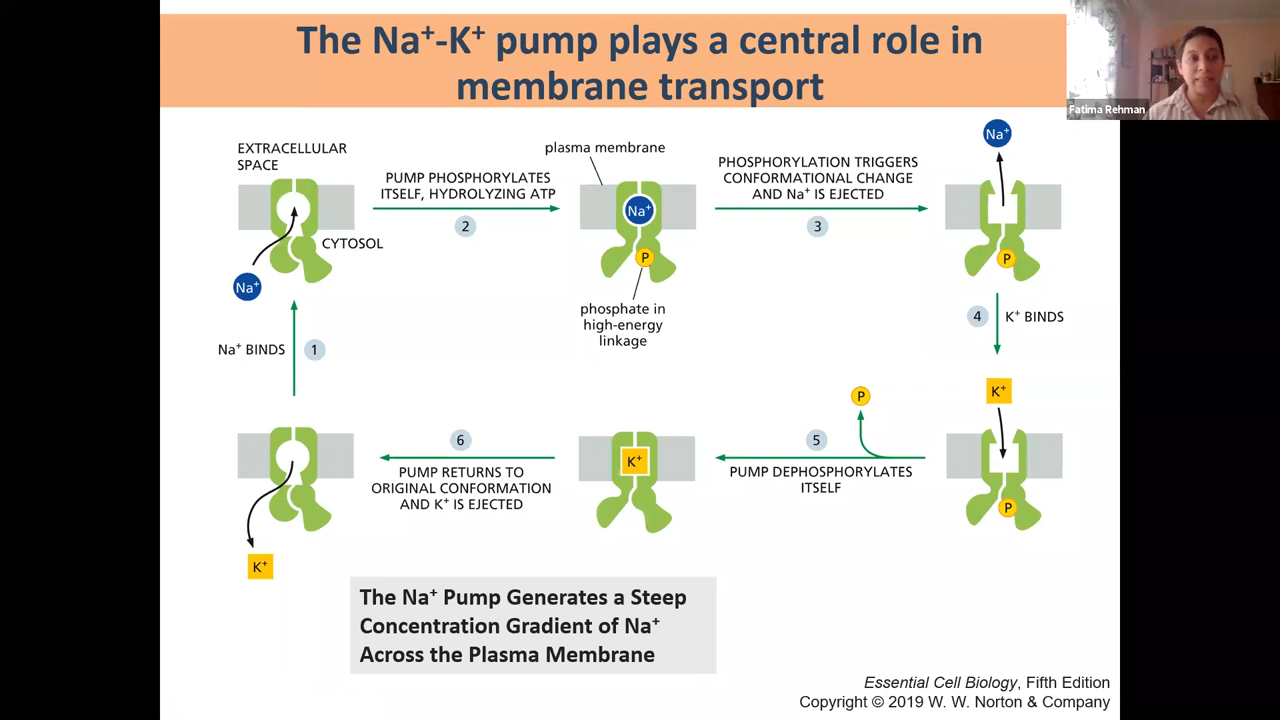 The Na⁺-K⁺ pump plays a central role in
membrane transport
Fatima Rehman
EXTRACELLULAR
SPACE
CYTOSOL
Na⁺
PUMP PHOSPHORYLATES
ITSELF, HYDROLYZING ATP
2
plasma membrane
Na⁺
P
phosphate in
high-energy
linkage
PHOSPHORYLATION TRIGGERS
CONFORMATIONAL CHANGE
AND Na⁺ IS EJECTED
3
Na⁺
P
4
K⁺ BINDS
K⁺
P
P
5
PUMP DEPHOSPHORYLATES
ITSELF
K⁺
6
PUMP RETURNS TO
ORIGINAL CONFORMATION
AND K⁺ IS EJECTED
K⁺
Na⁺ BINDS
1
The Na⁺ Pump Generates a Steep
Concentration Gradient of Na⁺
Across the Plasma Membrane
Essential Cell Biology, Fifth Edition
Copyright © 2019 W. W. Norton & Company